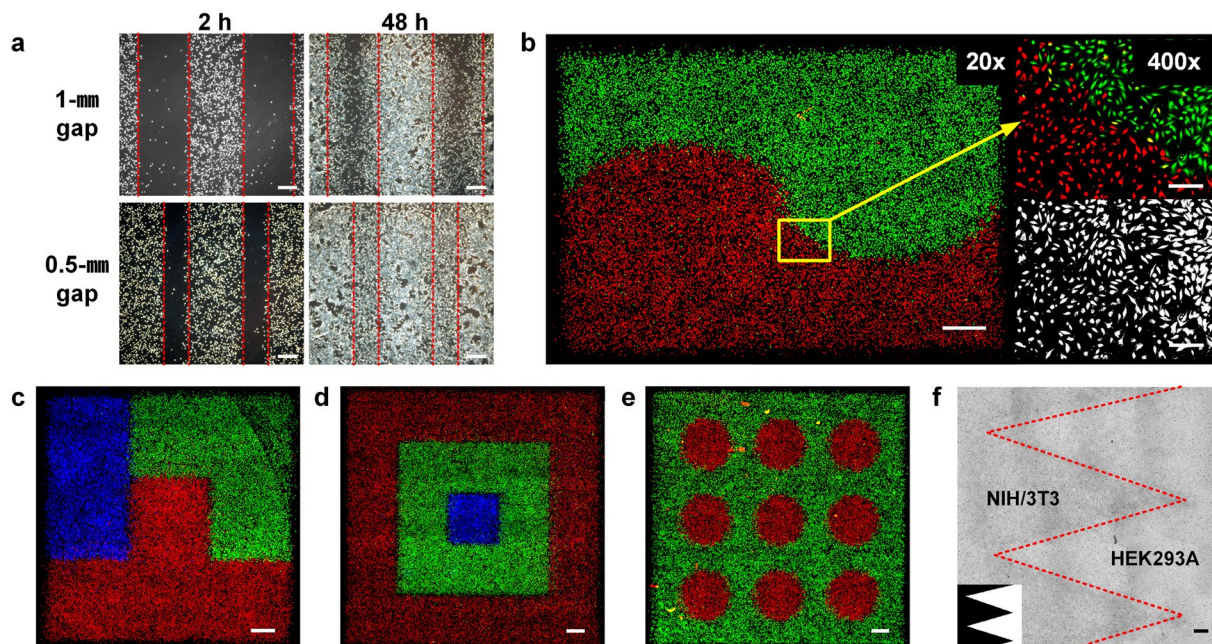 a
2 h
48 h
1-mm
gap
0.5-mm
gap
b
20x
400x
c
d
e
f
NIH/3T3
HEK293A